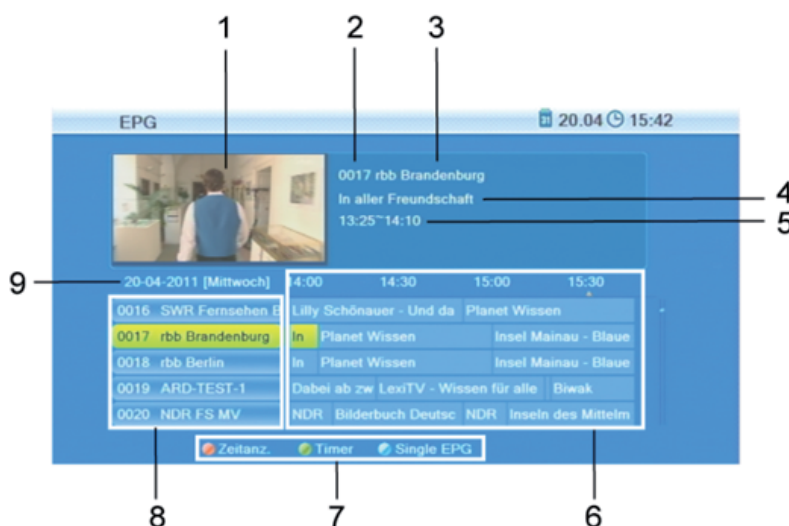 1 2 3
EPG 31 20.04 15:42
0017 rbb Brandenburg
In aller Freundschaft 4
13:25~14:10 5
9 20-04-2011 [Mittwoch] 14:00 14:30 15:00 15:30
0016 SWR Fernsehen B Lilly Schönauer - Und da Planet Wissen
0017 rbb Brandenburg In Planet Wissen Insel Mainau - Blaue
0018 rbb Berlin In Planet Wissen Insel Mainau - Blaue
0019 ARD-TEST-1 Dabei ab zw LexiTV - Wissen für alle Biwak
0020 NDR FS MV NDR Bilderbuch Deutsc NDR Inseln des Mittelm
Zeitanz. Timer Single EPG
8 7 6